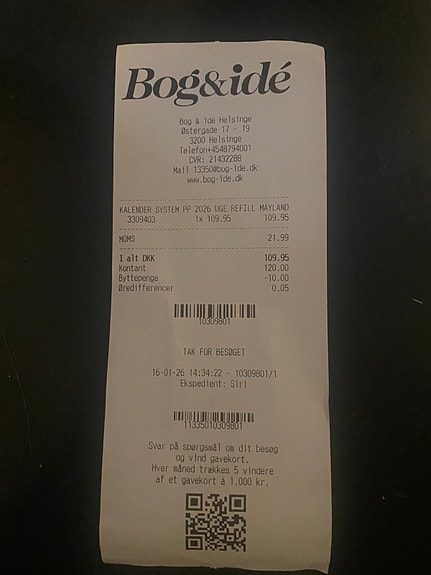 Bog&idé
Bog & idé Helsinge
Østergade 17 - 19
3200 Helsinge
Telefon+4548794001
CVR: 21432288
Mail 13350@bog-ide.dk
www.bog-ide.dk
KALENDER SYSTEM PP 2026 UGE REFILL MAYLAND
3309403 1x 109.95 109.95
MOMS 21.99
I alt DKK 109.95
Kontant 120.00
Byttepenge -10.00
Øredifferencer 0.05
10309801
TAK FOR BESØGET
16-01-26 14:34:22 - 10309801/1
Ekspedient: Siri
11335010309801
Svar på spørgsmål om dit besøg
og vind gavekort.
Hver måned trækkes 5 vindere
af et gavekort à 1.000 kr.